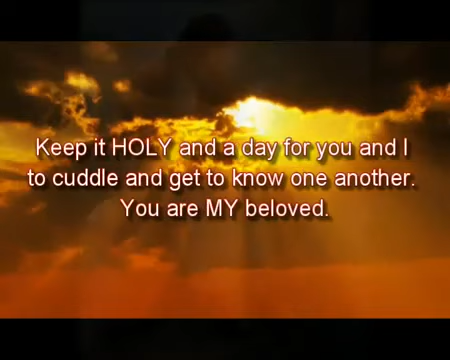 Keep it HOLY and a day for you and I
to cuddle and get to know one another.
You are MY beloved.